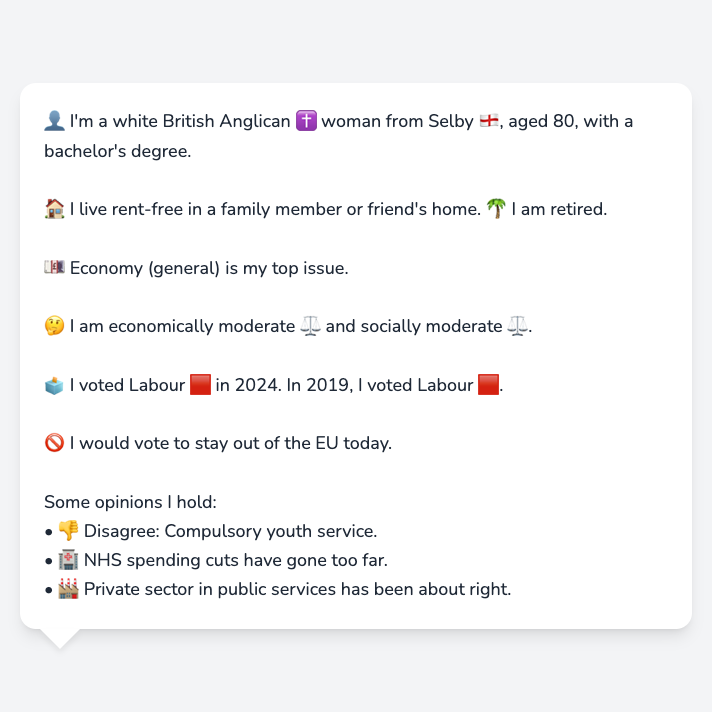 👤 I'm a white British Anglican ✝️ woman from Selby 🏴󠁧󠁢󠁥󠁮󠁧󠁿, aged 80, with a
bachelor's degree.
🏠 I live rent-free in a family member or friend's home. 🌴 I am retired.
💷 Economy (general) is my top issue.
🤔 I am economically moderate ⚖️ and socially moderate ⚖️.
🗳️ I voted Labour 🟥 in 2024. In 2019, I voted Labour 🟥.
🚫 I would vote to stay out of the EU today.
Some opinions I hold:
• 👎 Disagree: Compulsory youth service.
• 🏥 NHS spending cuts have gone too far.
• 🏭 Private sector in public services has been about right.